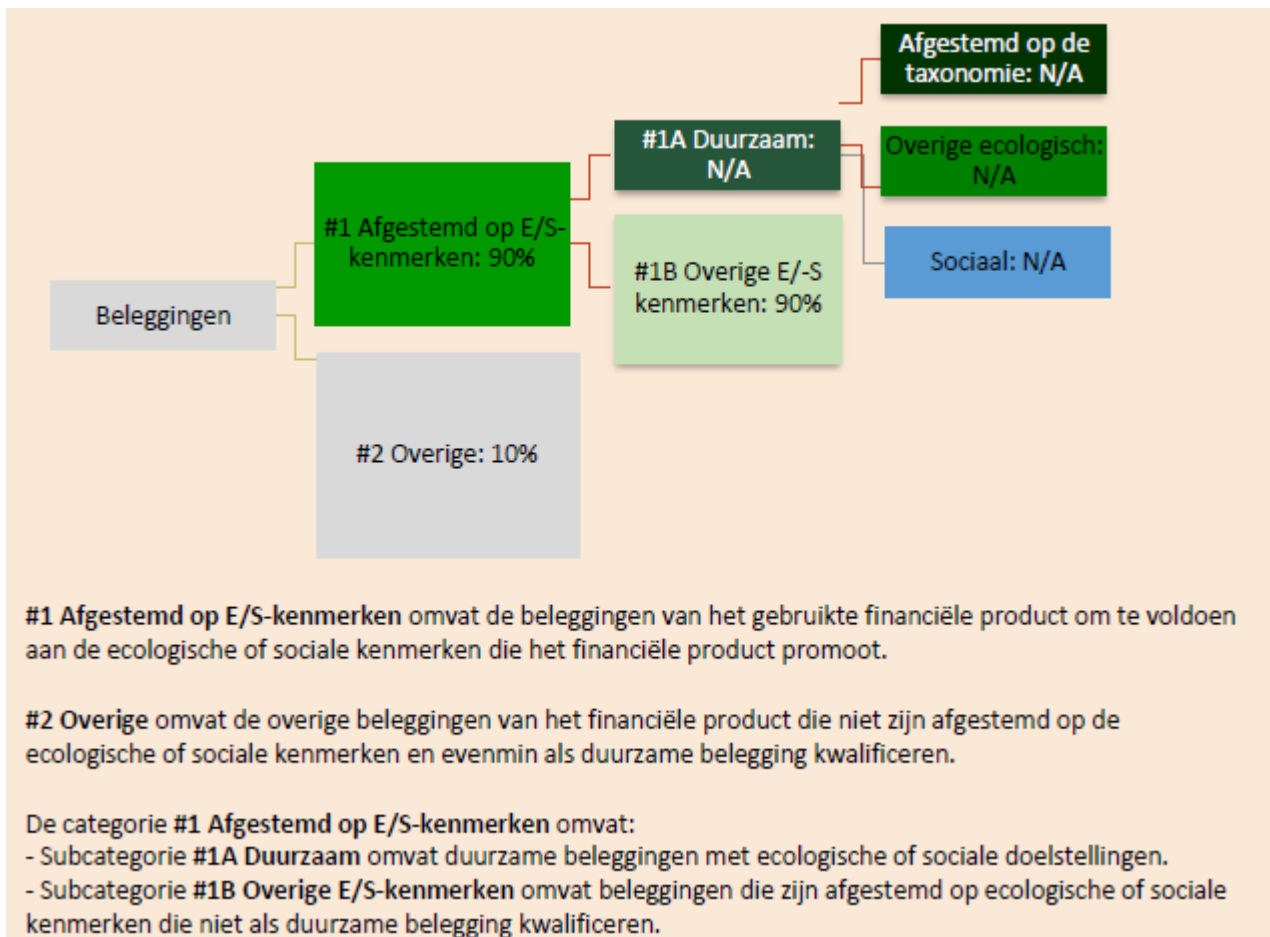 Afgestemd op de
taxonomie: N/A
#1A Duurzaam:
N/A
Overige ecologisch:
N/A
#1 Afgestemd op E/S-
kenmerken: 90%
Sociaal: N/A
#1B Overige E/-S
kenmerken: 90%
Beleggingen
#2 Overige: 10%
#1 Afgestemd op E/S-kenmerken omvat de beleggingen van het gebruikte financiële product om te voldoen
aan de ecologische of sociale kenmerken die het financiële product promoot.
#2 Overige omvat de overige beleggingen van het financiële product die niet zijn afgestemd op de
ecologische of sociale kenmerken en evenmin als duurzame belegging kwalificeren.
De categorie #1 Afgestemd op E/S-kenmerken omvat:
- Subcategorie #1A Duurzaam omvat duurzame beleggingen met ecologische of sociale doelstellingen.
- Subcategorie #1B Overige E/S-kenmerken omvat beleggingen die zijn afgestemd op ecologische of sociale
kenmerken die niet als duurzame belegging kwalificeren.